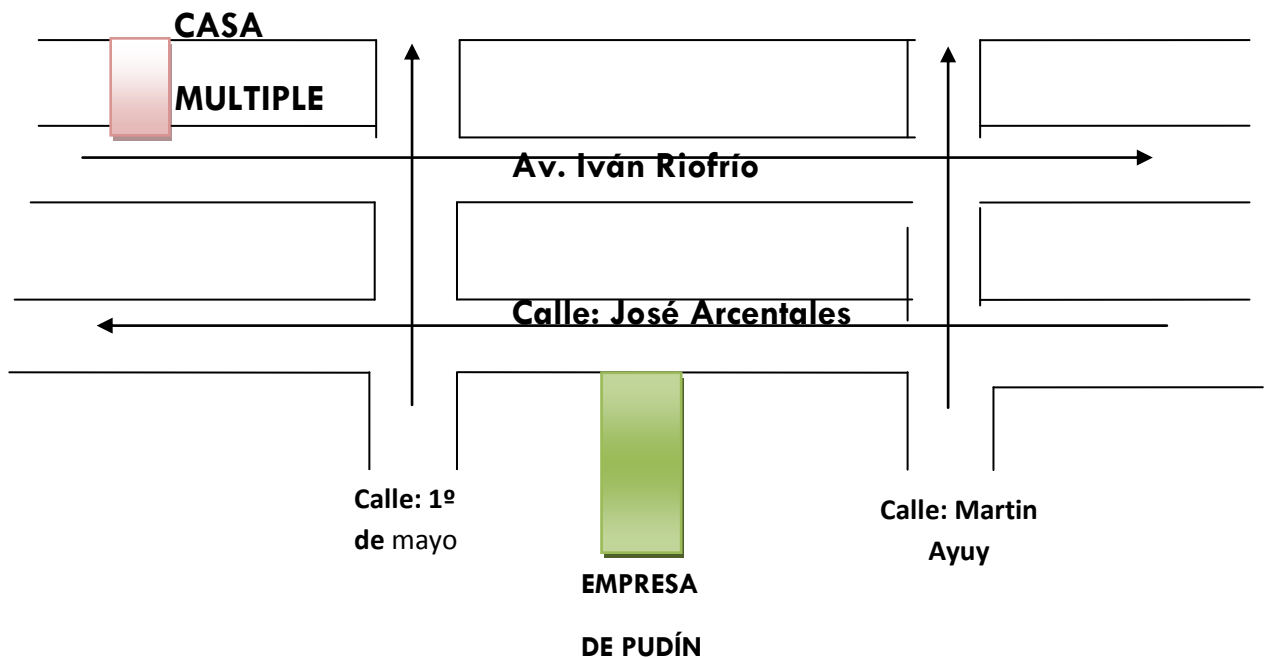 CASA
MULTIPLE
Av. Iván Riofrío
Calle: José Arcentales
Calle: 1º
de mayo
Calle: Martin
Ayuy
EMPRESA
DE PUDÍN